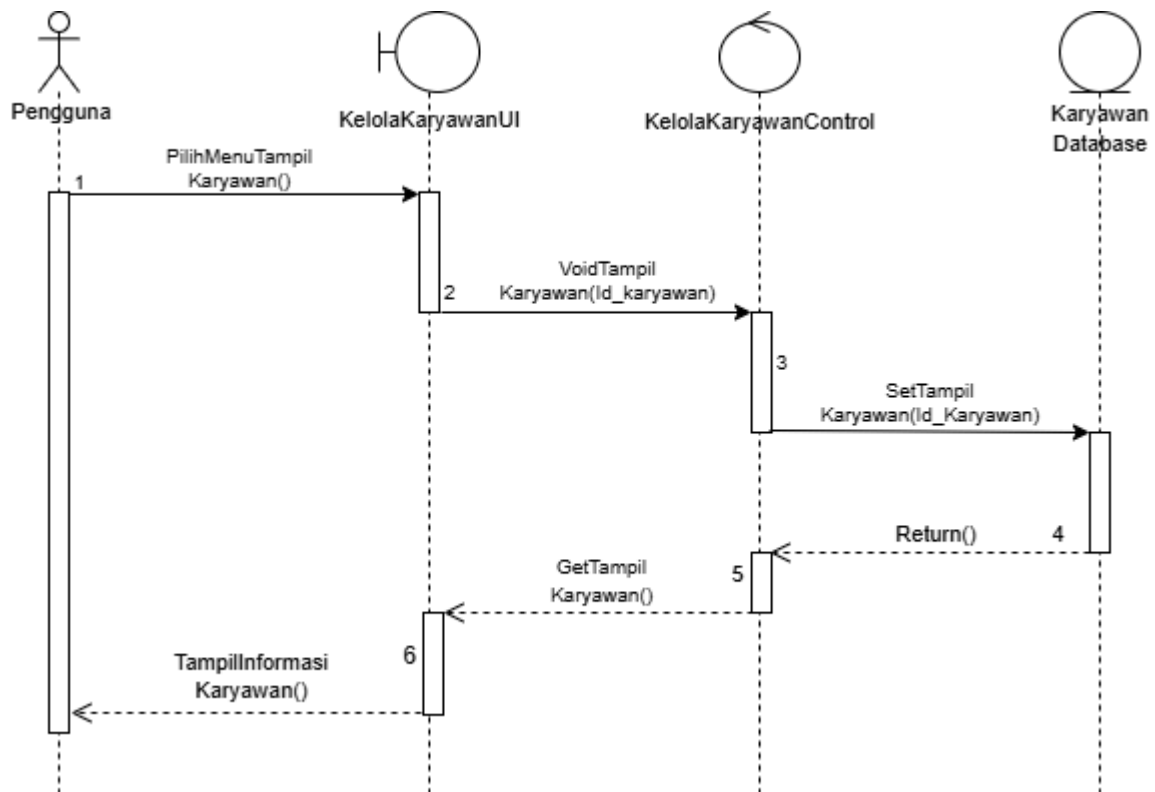 Pengguna
KelolaKaryawanUI
KelolaKaryawanControl
Karyawan
Database
1
PilihMenuTampil
Karyawan()
2
VoidTampil
Karyawan(Id_karyawan)
3
SetTampil
Karyawan(Id_Karyawan)
4
Return()
5
GetTampil
Karyawan()
6
TampilInformasi
Karyawan()